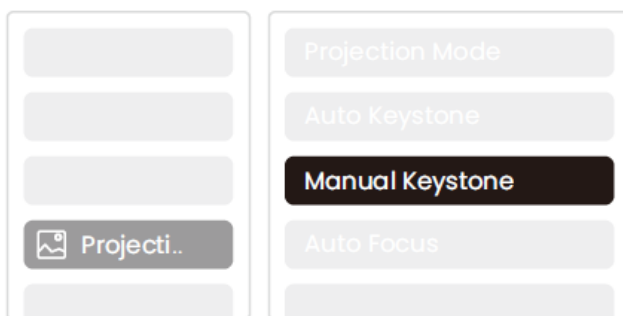 Projection Mode
Auto Keystone
Manual Keystone
Projecti..
Auto Focus